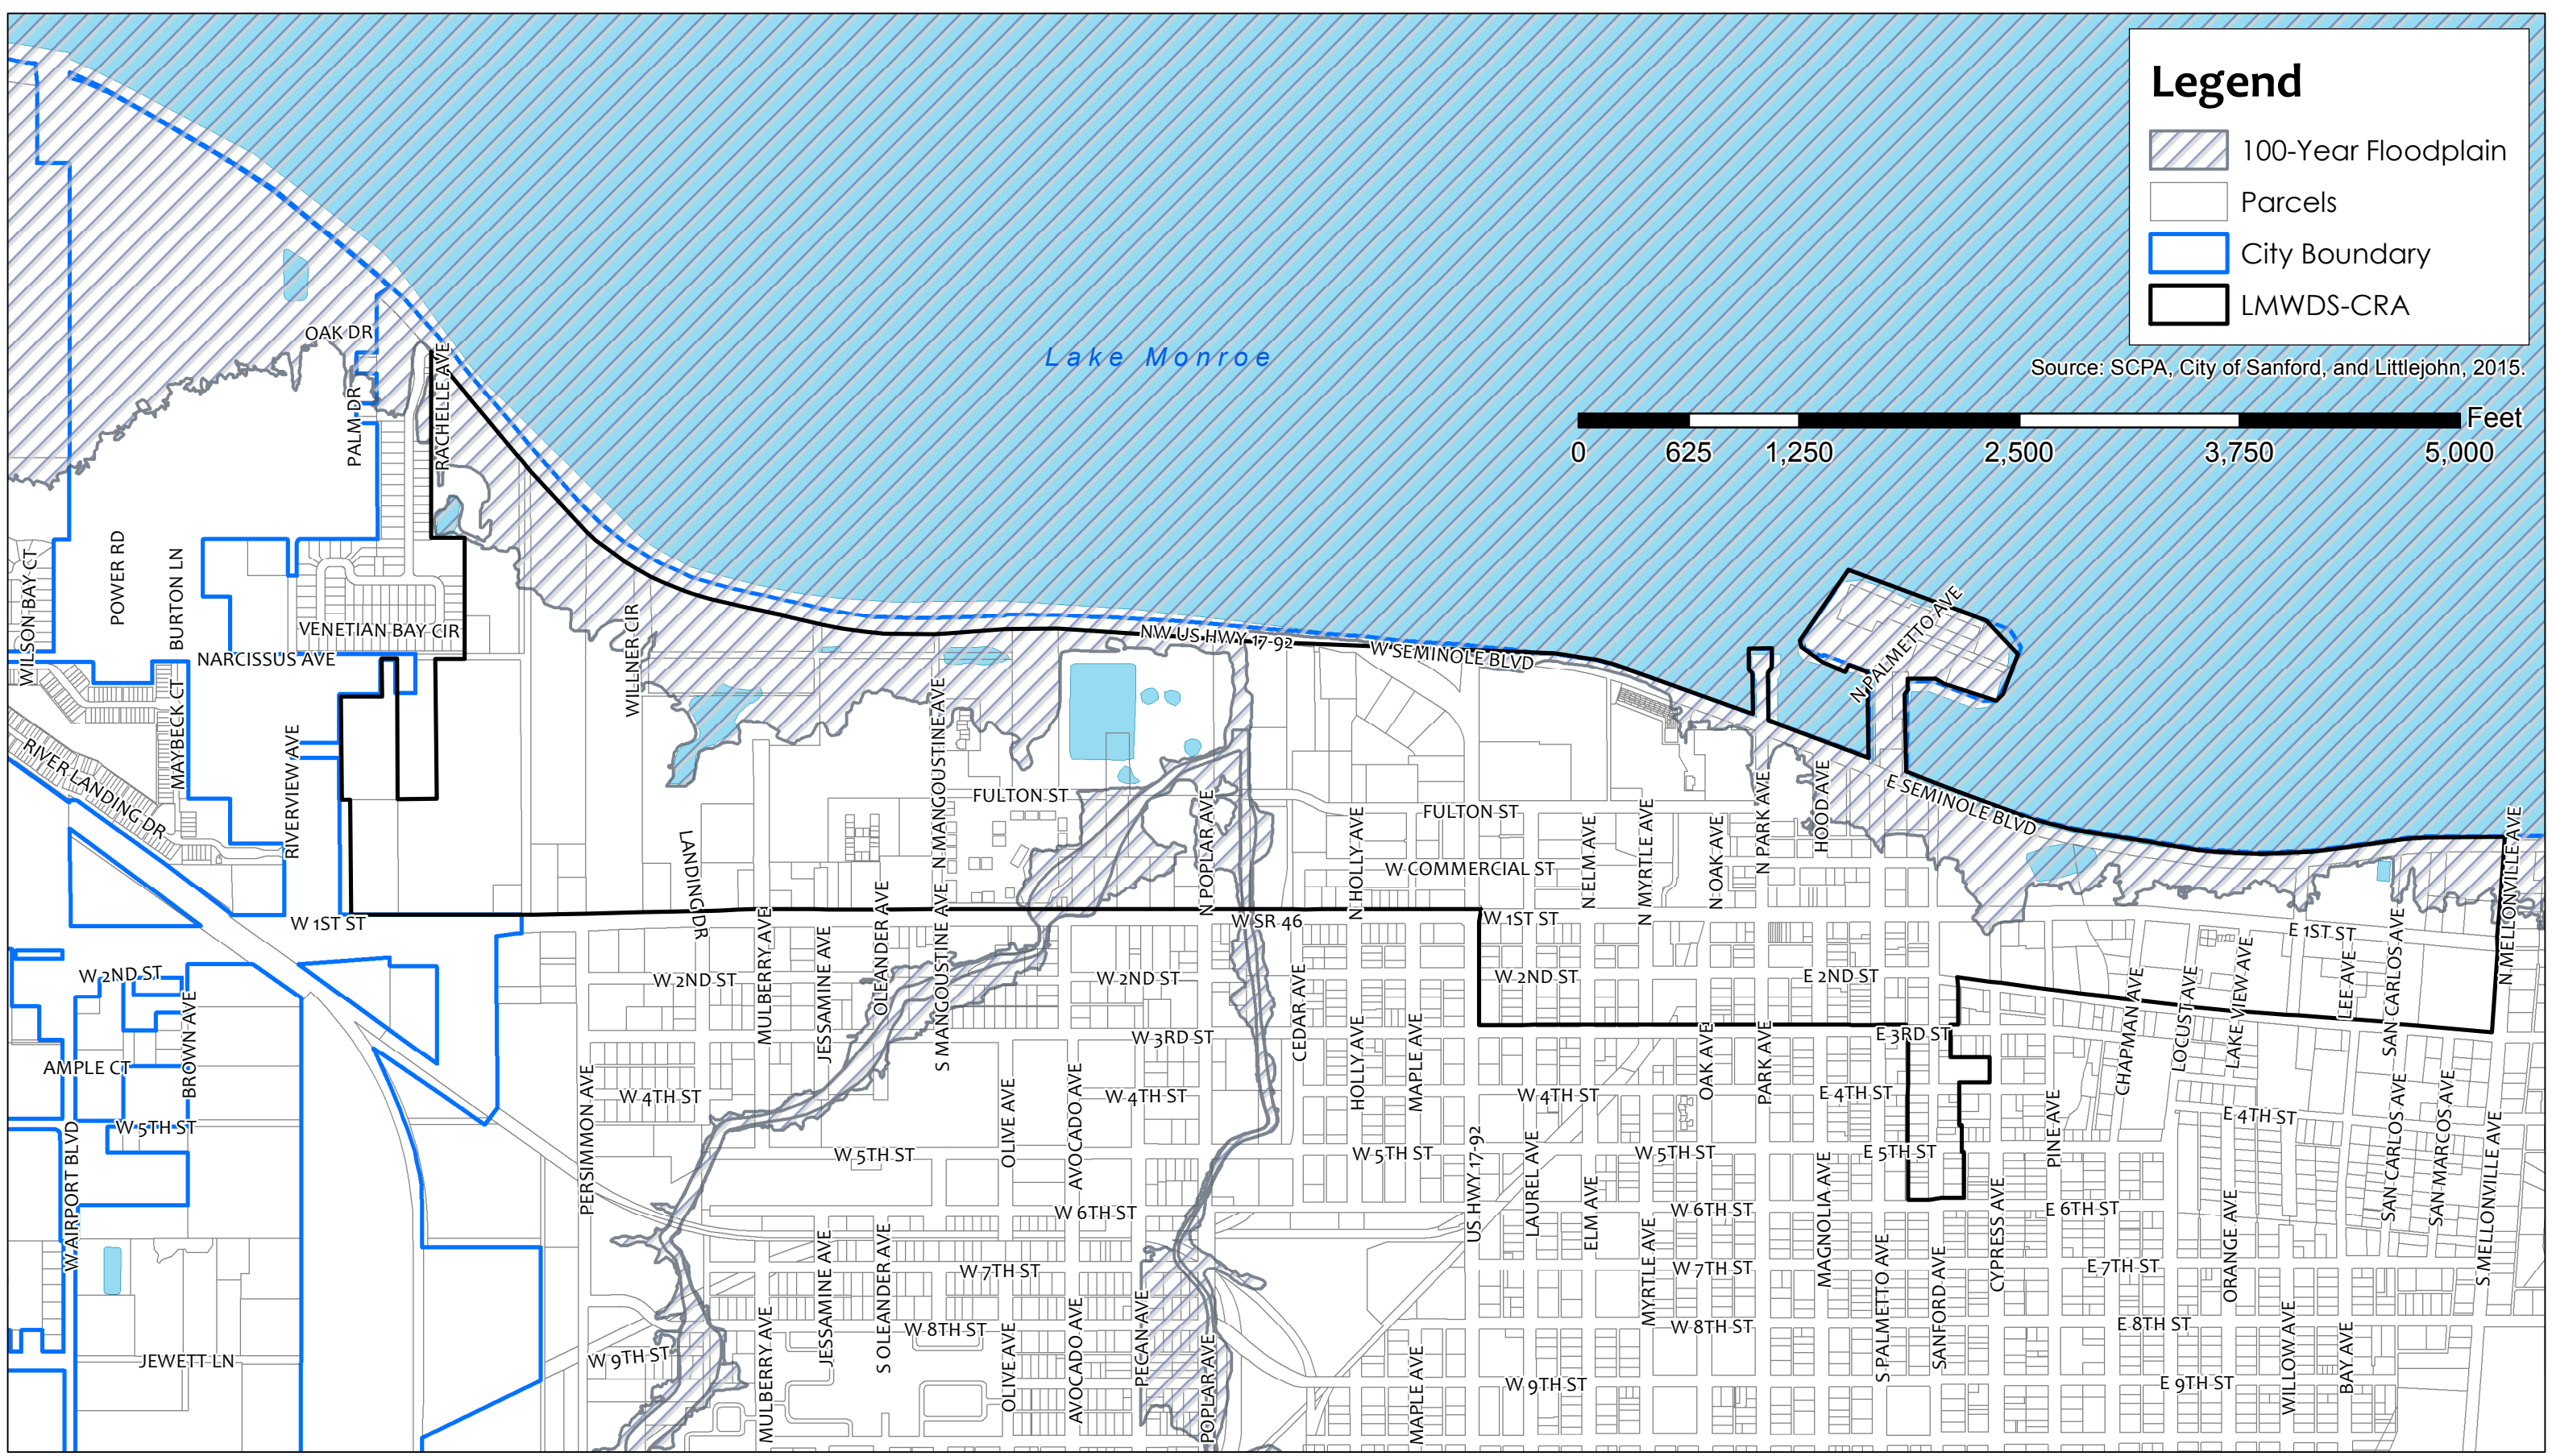 Legend
100-Year Floodplain
Parcels
City Boundary
LMWDS-CRA
Source: SCPA, City of Sanford, and Littlejohn, 2015.
Feet
0 625 1,250 2,500 3,750 5,000
Lake Monroe
OAK DR
PALM DR
RACHELLE AVE
WILSON BAY CT
POWER RD
BURTON LN
VENETIAN BAY CIR
NARCISSUS AVE
WILLNER CIR
NW US HWY 17-92
W SEMINOLE BLVD
N PALMETTO AVE
MAYBECK CT
RIVER LANDING DR
RIVERVIEW AVE
N MANGOUSTINE AVE
FULTON ST
N POPLAR AVE
FULTON ST
N HOLLY AVE
W COMMERCIAL ST
N ELM AVE
N MYRTLE AVE
N OAK AVE
N PARK AVE
HOOD AVE
E SEMINOLE BLVD
N MELLONVILLE AVE
LANDING DR
W 1ST ST
W SR 46
W 1ST ST
E 1ST ST
W 2ND ST
W 2ND ST
W 2ND ST
W 2ND ST
E 2ND ST
MULBERRY AVE
JESSAMINE AVE
OLEANDER AVE
S MANGOUSTINE AVE
CEDAR AVE
BROWN AVE
AMPLE CT
W 3RD ST
E 3RD ST
HOLLY AVE
MAPLE AVE
OAK AVE
PARK AVE
CHAPMAN AVE
LOCUST AVE
LAKE VIEW AVE
LEE AVE
SAN CARLOS AVE
W 4TH ST
W 4TH ST
W 4TH ST
E 4TH ST
E 4TH ST
PERSIMMON AVE
OLIVE AVE
AVOCADO AVE
W 5TH ST
W 5TH ST
W 5TH ST
W 5TH ST
E 5TH ST
W AIRPORT BLVD
US HWY 17-92
LAUREL AVE
ELM AVE
MAGNOLIA AVE
PINE AVE
SAN CARLOS AVE
SAN MARCOS AVE
S MELLONVILLE AVE
W 6TH ST
W 6TH ST
E 6TH ST
CYPRESS AVE
ORANGE AVE
JESSAMINE AVE
S OLEANDER AVE
W 7TH ST
W 7TH ST
E 7TH ST
MYRTLE AVE
S PALMETTO AVE
SANFORD AVE
W 8TH ST
W 8TH ST
E 8TH ST
JEWETT LN
W 9TH ST
W 9TH ST
E 9TH ST
MULBERRY AVE
OLIVE AVE
AVOCADO AVE
PECAN AVE
POPLAR AVE
MAPLE AVE
WILLOW AVE
BAY AVE